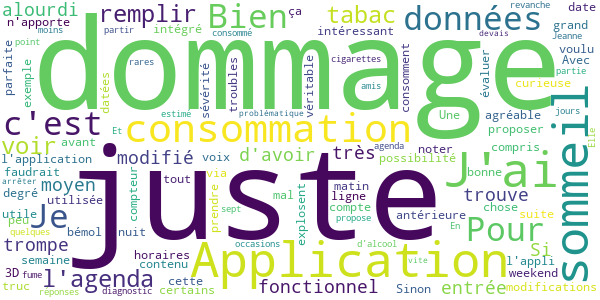 alourdi remplir Bien ça tabac données revanche date
n'apporte partir consommé intégré intéressant moins cigarettes devais grand Jeanne
parfaite point dommage rares voulu Avec
exemple datées sévérité troubles véritable consomment amis évaluer curieuse partie
c'est consommation estimé problématique Une agréable jours
voir avant Et agenda proposer Elle
l'application modifié voix d'avoir très possibilité noter compris sommeil
faudrait moyen compteur tout via mal matin J'ai bonne
degré utilisée juste prendre explosent ligne trouve
utile Je compte antérieure chose
peu bémol nuit sept propose Pour suite
trompe arrêter horaires occasions d'alcool En Si l'appli
semaine contenu Application vite weekend
3D quelques l'agenda cette fonctionnel entrée
truc fume diagnostic certains Sinon modifications
réponses